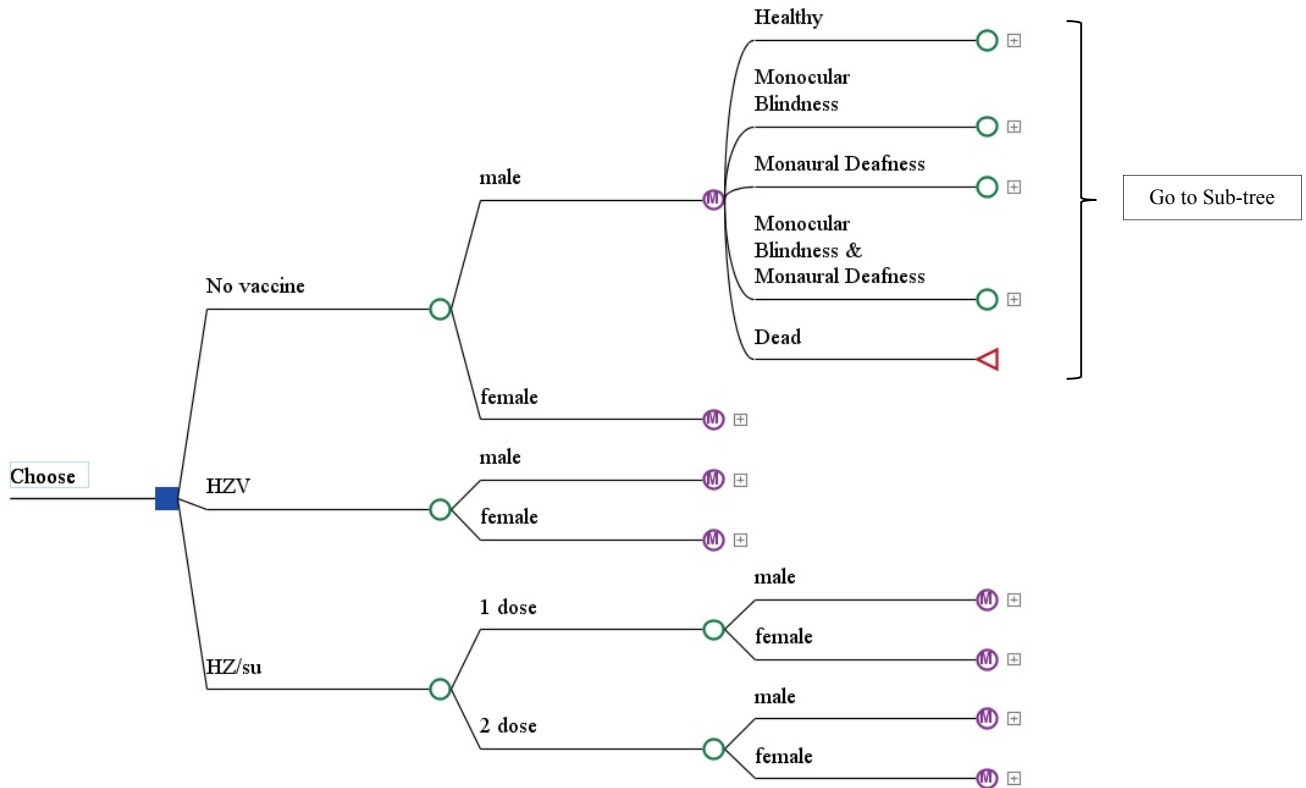 Healthy
Monocular
Blindness
Monaural Deafness
Go to Sub-tree
male
M
Monocular
Blindness &
Monaural Deafness
No vaccine
Dead
female
M
male
M
Choose
HZV
female
M
male
M
1 dose
female
M
HZ/su
male
M
2 dose
female
M